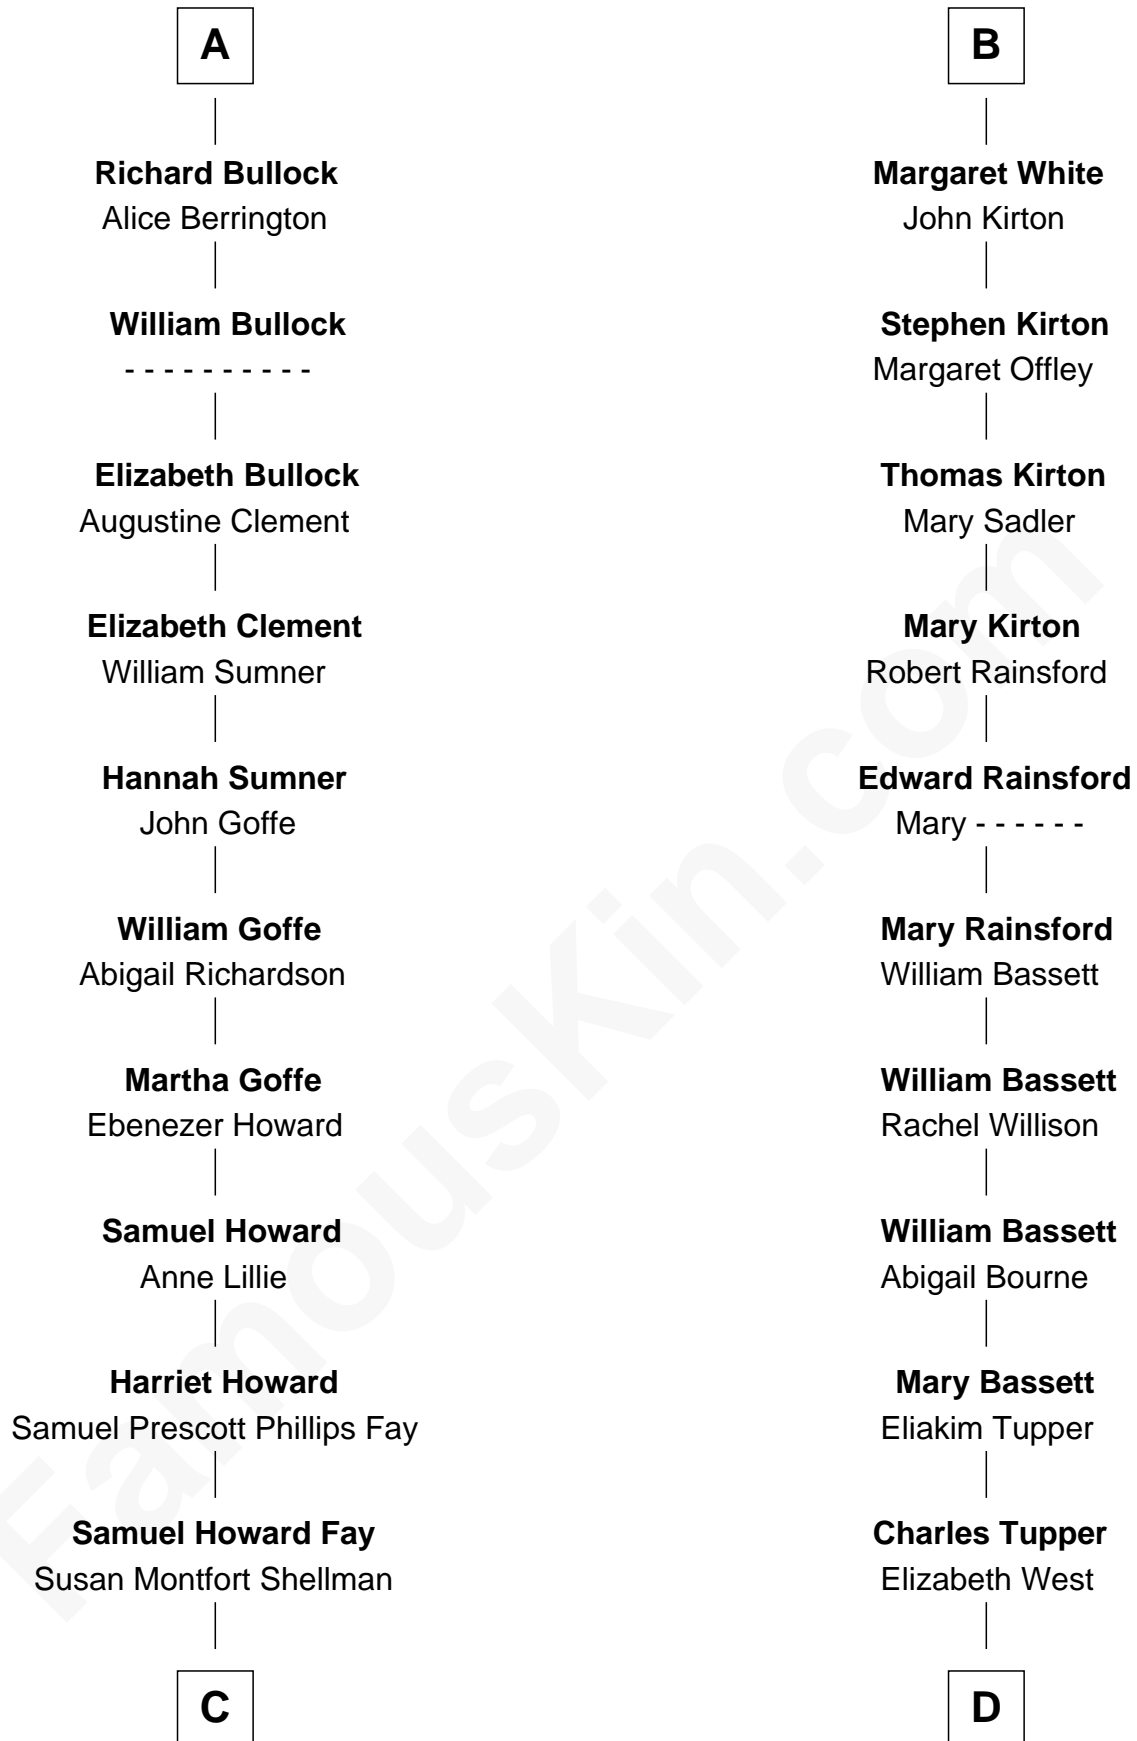 A
Richard Bullock
Alice Berrington
William Bullock
- - - - - - - - - -
Elizabeth Bullock
Augustine Clement
Elizabeth Clement
William Sumner
Hannah Sumner
John Goffe
William Goffe
Abigail Richardson
Martha Goffe
Ebenezer Howard
Samuel Howard
Anne Lillie
Harriet Howard
Samuel Prescott Phillips Fay
Samuel Howard Fay
Susan Montfort Shellman
C
B
Margaret White
John Kirton
Stephen Kirton
Margaret Offley
Thomas Kirton
Mary Sadler
Mary Kirton
Robert Rainsford
Edward Rainsford
Mary - - - - - -
Mary Rainsford
William Bassett
William Bassett
Rachel Willison
William Bassett
Abigail Bourne
Mary Bassett
Eliakim Tupper
Charles Tupper
Elizabeth West
D
FamousKin.com